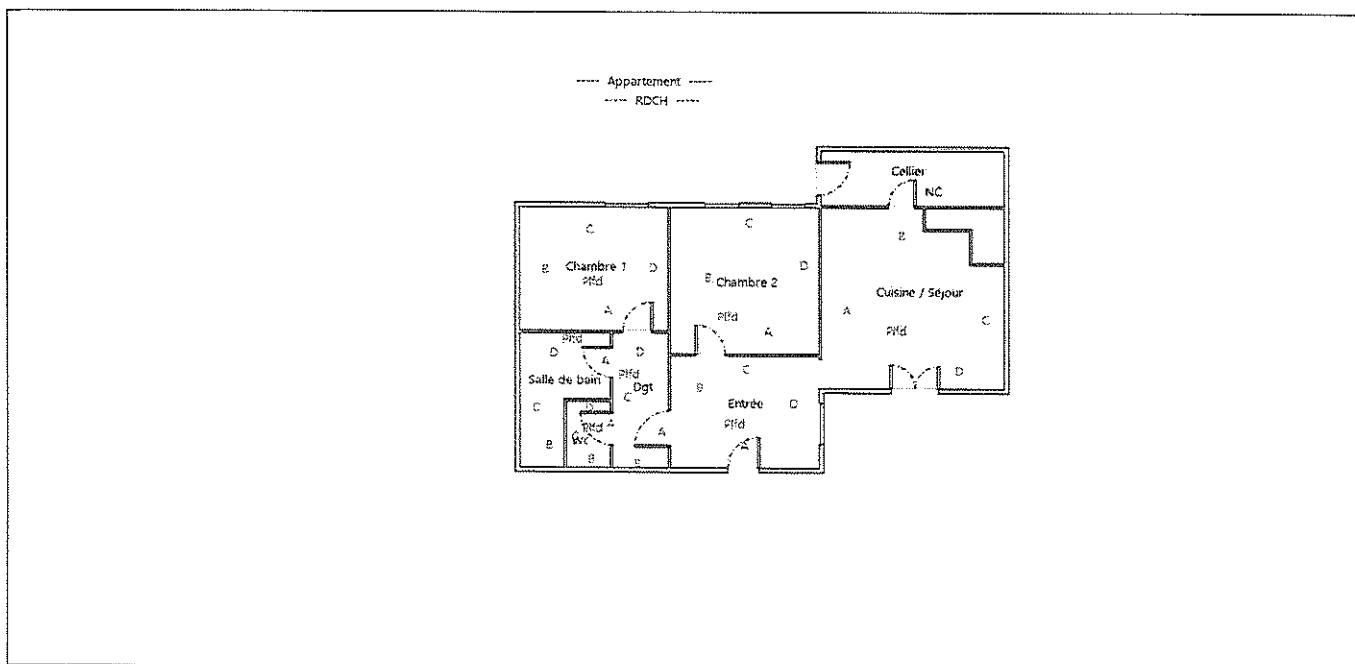 ----- Appartement -----
----- RDCH -----
Cellier
NC
C
C
B
B
Chambre 1
D
B
D
Chambre 2
Cuisine / Séjour
Plfd
A
Plfd
A
A
C
Plfd
Plfd
D
A
D
C
D
Salle de bain
Plfd
Dgt
B
C
C
D
Entrée
D
A
Plfd
C
Plfd
A
WC
B
A
B
B